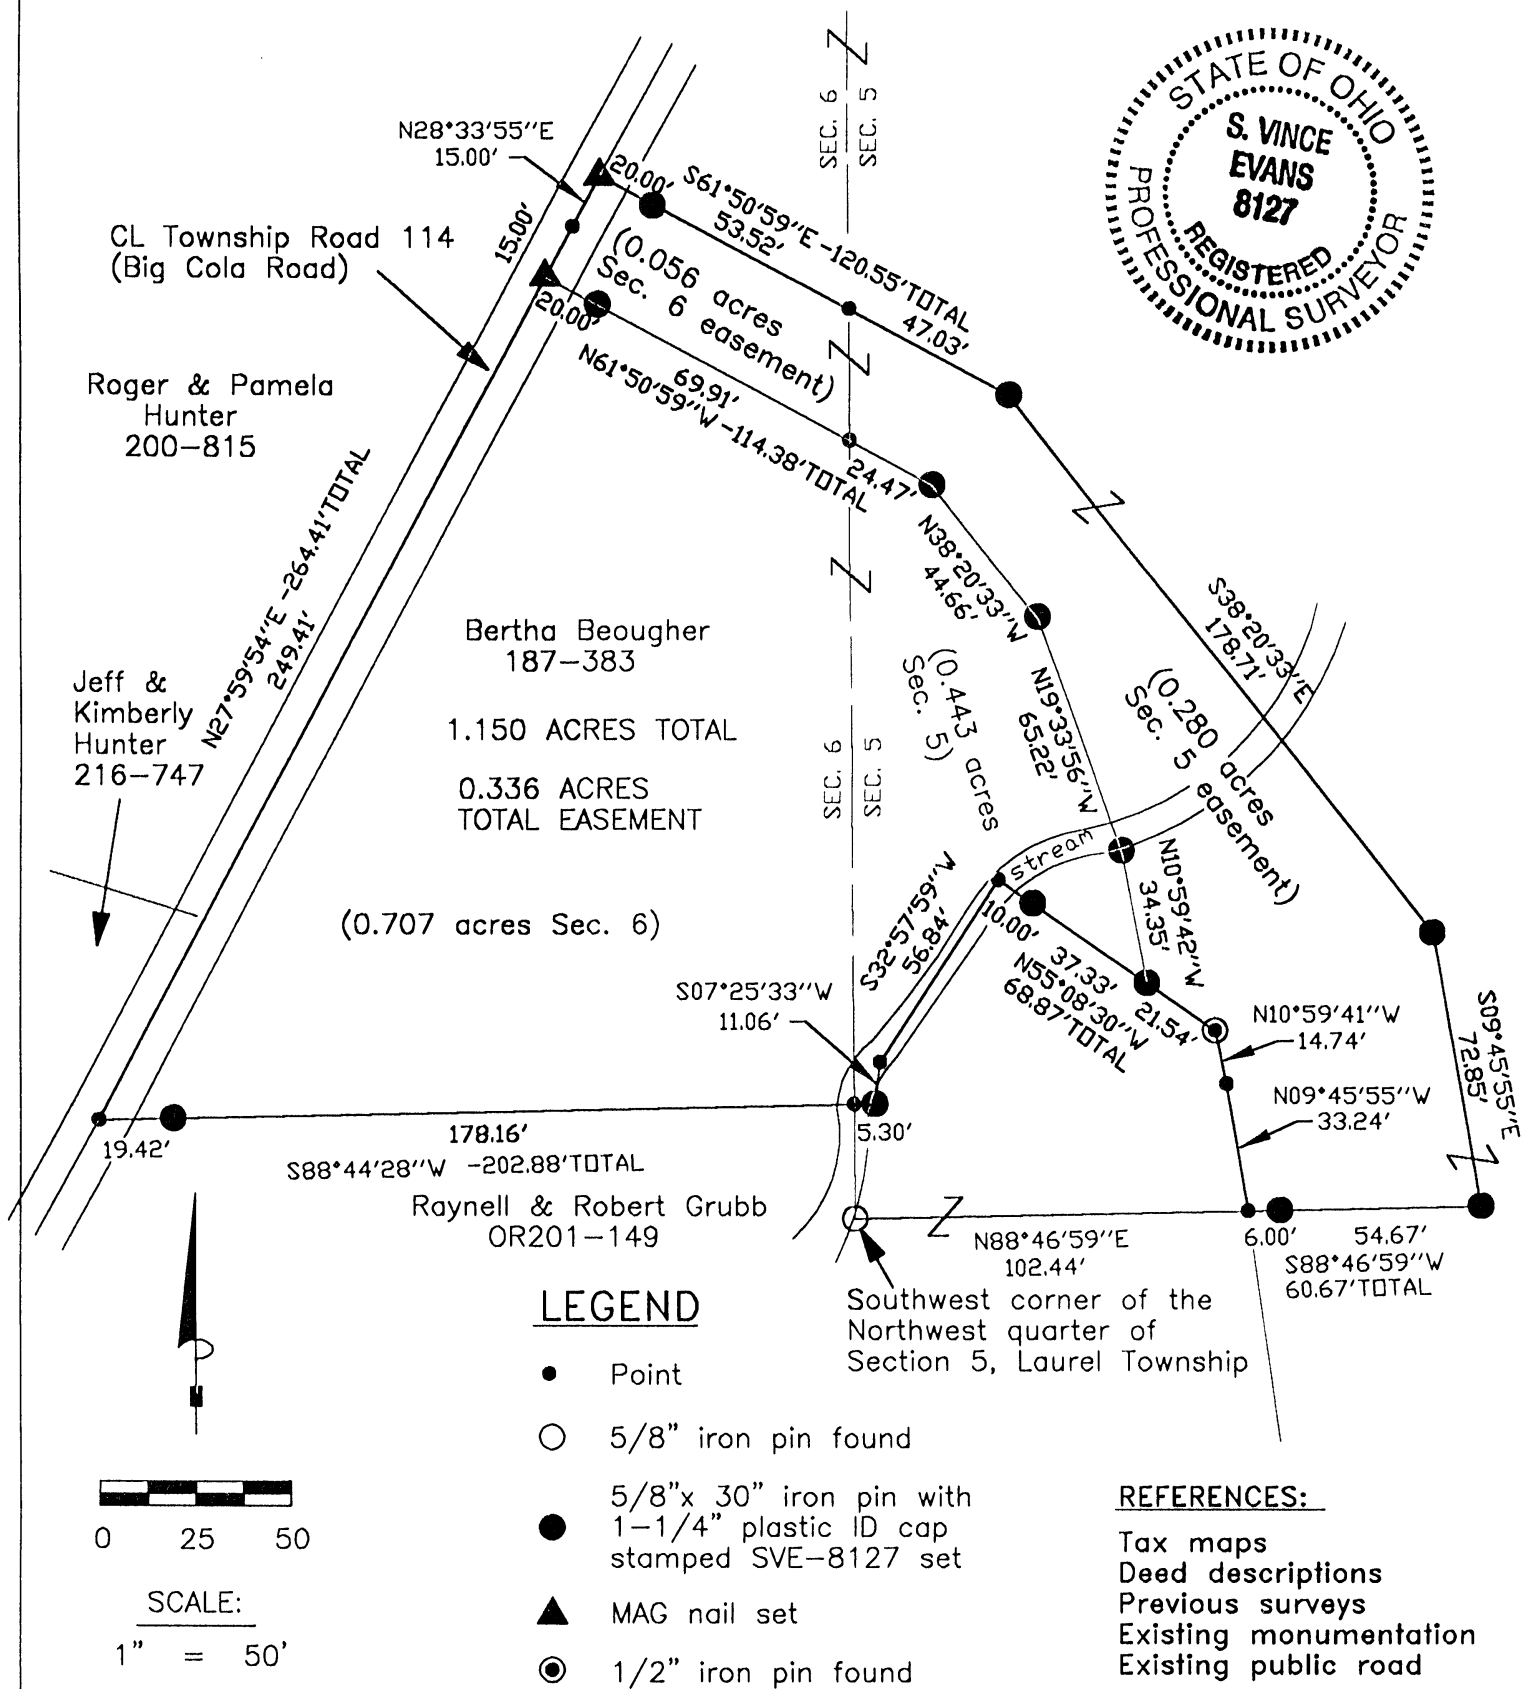 STATE OF OHIO
S. VINCE
EVANS
8127
REGISTERED
PROFESSIONAL SURVEYOR
SEC. 6
SEC. 5
N28°33'55"E
15.00'
20.00'
S61°50'59"E -120.55'TOTAL
53.52'
47.03'
15.00'
CL Township Road 114
(Big Cola Road)
(0.056 acres
Sec. 6 easement)
20.00'
69.91'
N61°50'59"W -114.38'TOTAL
24.47'
Roger & Pamela
Hunter
200-815
N27°59'54"E -264.41'TOTAL
249.41'
N38°20'33"W
44.66'
S38°20'33"E
178.71'
Bertha Beougher
187-383
1.150 ACRES TOTAL
0.336 ACRES
TOTAL EASEMENT
(0.707 acres Sec. 6)
Jeff &
Kimberly
Hunter
216-747
SEC. 6
SEC. 5
(0.443 acres
Sec. 5)
N19°33'56"W
65.22'
(0.280 acres
Sec. 5 easement)
stream
S32°57'59"W
56.84'
10.00'
37.33'
N55°08'30"W
68.87'TOTAL
21.54'
N10°59'42"W
34.35'
S07°25'33"W
11.06'
N10°59'41"W
14.74'
N09°45'55"W
33.24'
S09°45'55"E
72.85'
19.42'
178.16'
5.30'
S88°44'28"W -202.88'TOTAL
Raynell & Robert Grubb
OR201-149
N88°46'59"E
102.44'
6.00'
54.67'
S88°46'59"W
60.67'TOTAL
Southwest corner of the
Northwest quarter of
Section 5, Laurel Township
LEGEND
Point
5/8" iron pin found
5/8"x 30" iron pin with
1-1/4" plastic ID cap
stamped SVE-8127 set
MAG nail set
1/2" iron pin found
0 25 50
SCALE:
1" = 50'
REFERENCES:
Tax maps
Deed descriptions
Previous surveys
Existing monumentation
Existing public road